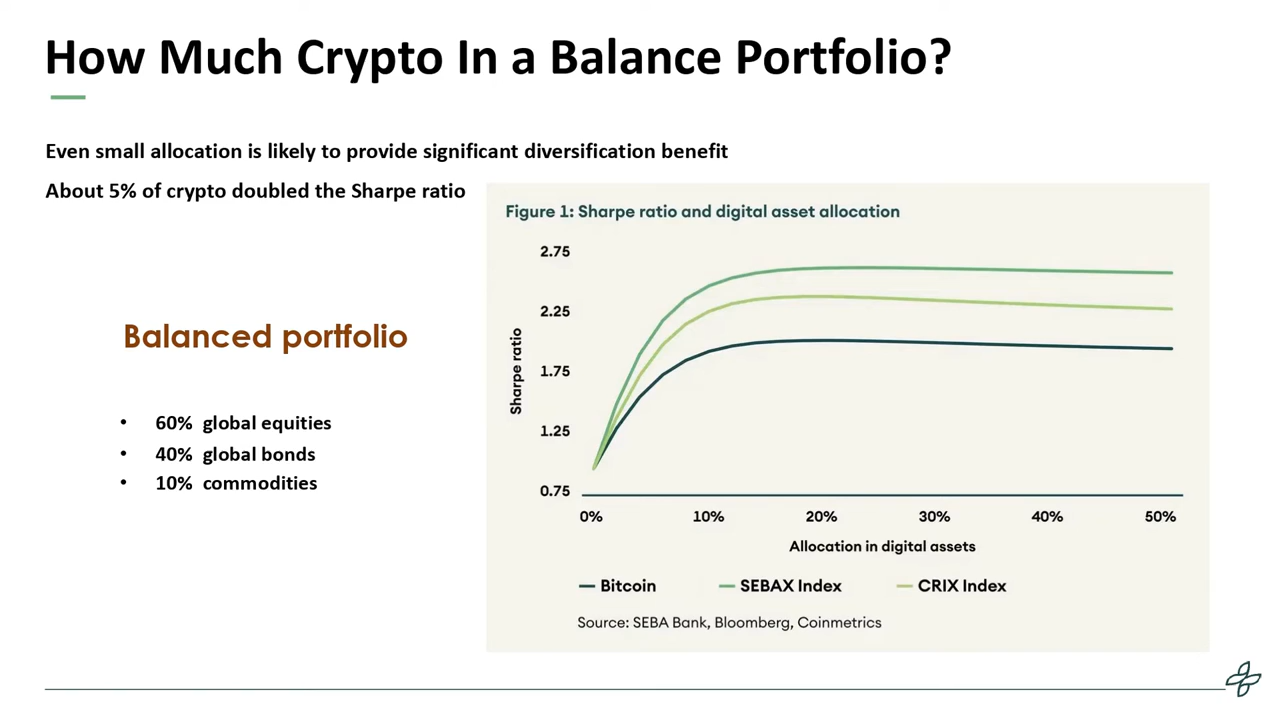 How Much Crypto In a Balance Portfolio?
Even small allocation is likely to provide significant diversification benefit
About 5% of crypto doubled the Sharpe ratio
Balanced portfolio
• 60% global equities
• 40% global bonds
• 10% commodities
Figure 1: Sharpe ratio and digital asset allocation
Sharpe ratio
2.75
2.25
1.75
1.25
0.75
0% 10% 20% 30% 40% 50%
Allocation in digital assets
Bitcoin SEBAX Index CRIX Index
Source: SEBA Bank, Bloomberg, Coinmetrics